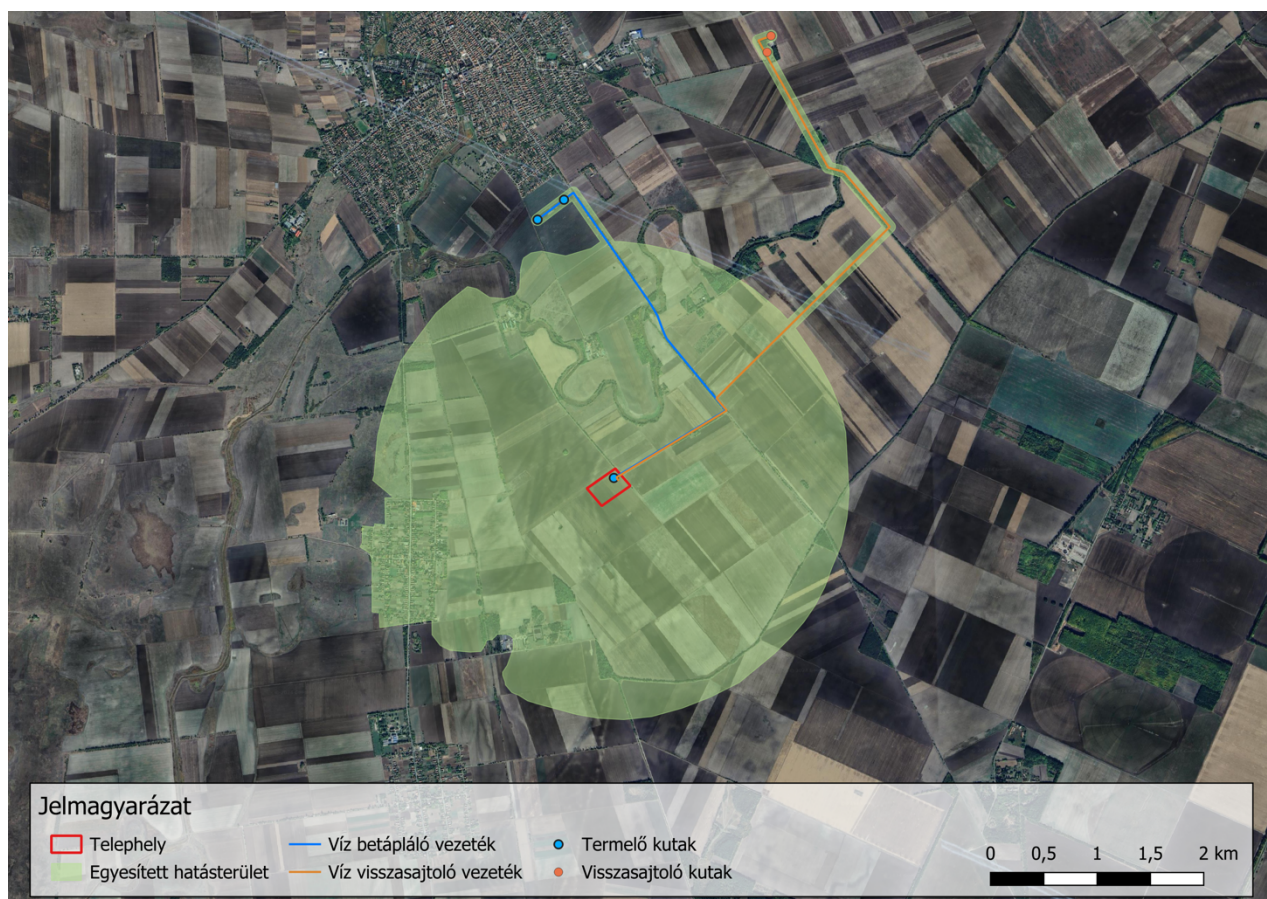 Jelmagyarázat
Telephely
Egyesített hatásterület
Víz betápláló vezeték
Víz visszasajtoló vezeték
Termelő kutak
Visszasajtoló kutak
0 0,5 1 1,5 2 km